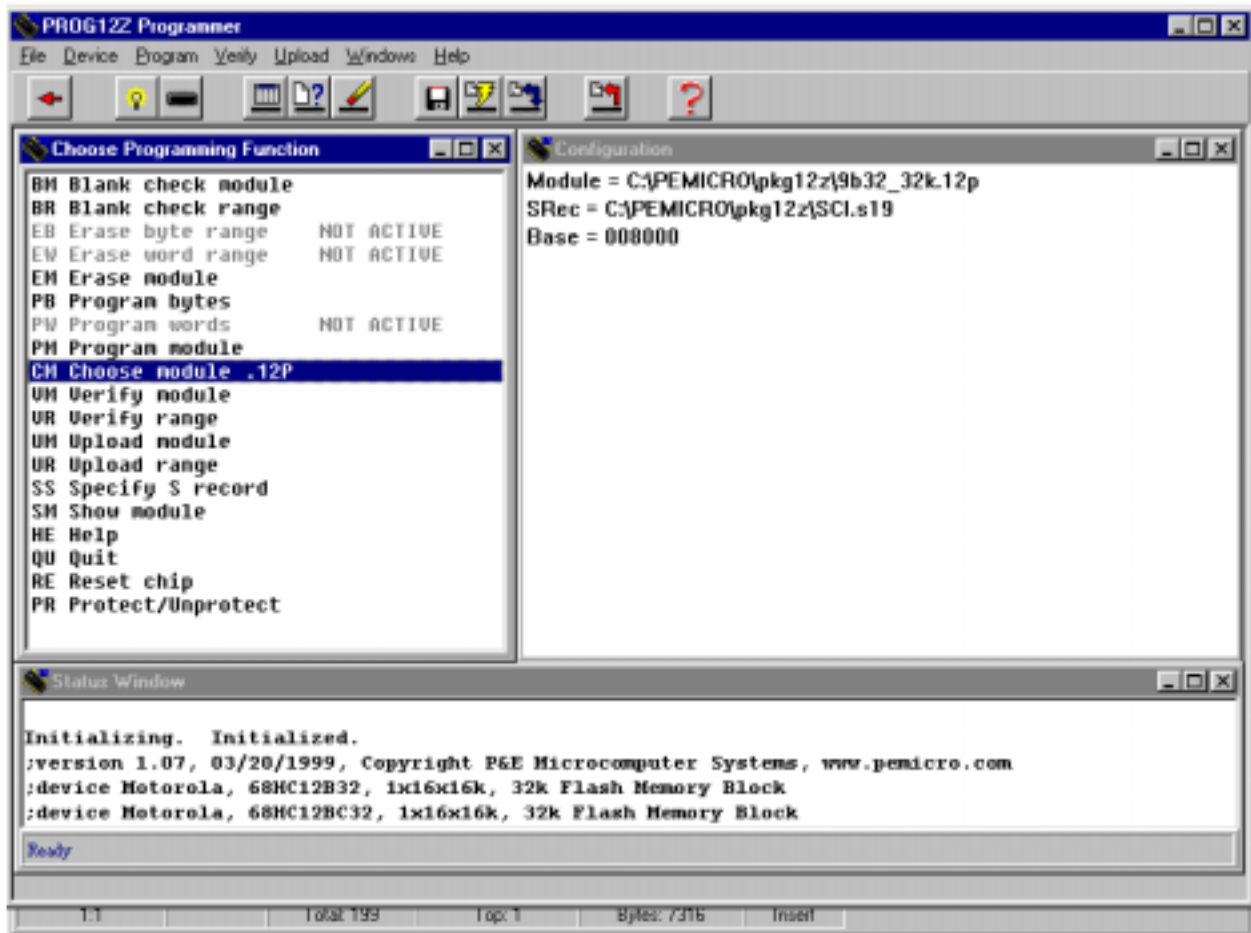 PROG12Z Programmer
File Device Program Verify Upload Windows Help
Choose Programming Function
BM Blank check module
BR Blank check range
EB Erase byte range NOT ACTIVE
EW Erase word range NOT ACTIVE
EM Erase module
PB Program bytes
PW Program words NOT ACTIVE
PM Program module
CM Choose module .12P
VM Verify module
VR Verify range
UM Upload module
UR Upload range
SS Specify S record
SM Show module
HE Help
QU Quit
RE Reset chip
PR Protect/Unprotect
Configuration
Module = C:\PEMICRO\pkg12z\9b32_32k.12p
SRec = C:\PEMICRO\pkg12z\SCI.s19
Base = 008000
Status Window
Initializing. Initialized.
;version 1.07, 03/20/1999, Copyright P&E Microcomputer Systems, www.pemicro.com
;device Motorola, 68HC12B32, 1x16x16k, 32k Flash Memory Block
;device Motorola, 68HC12BC32, 1x16x16k, 32k Flash Memory Block
Ready
1:1 Total: 199 Top: 1 Bytes: 7316 Insert